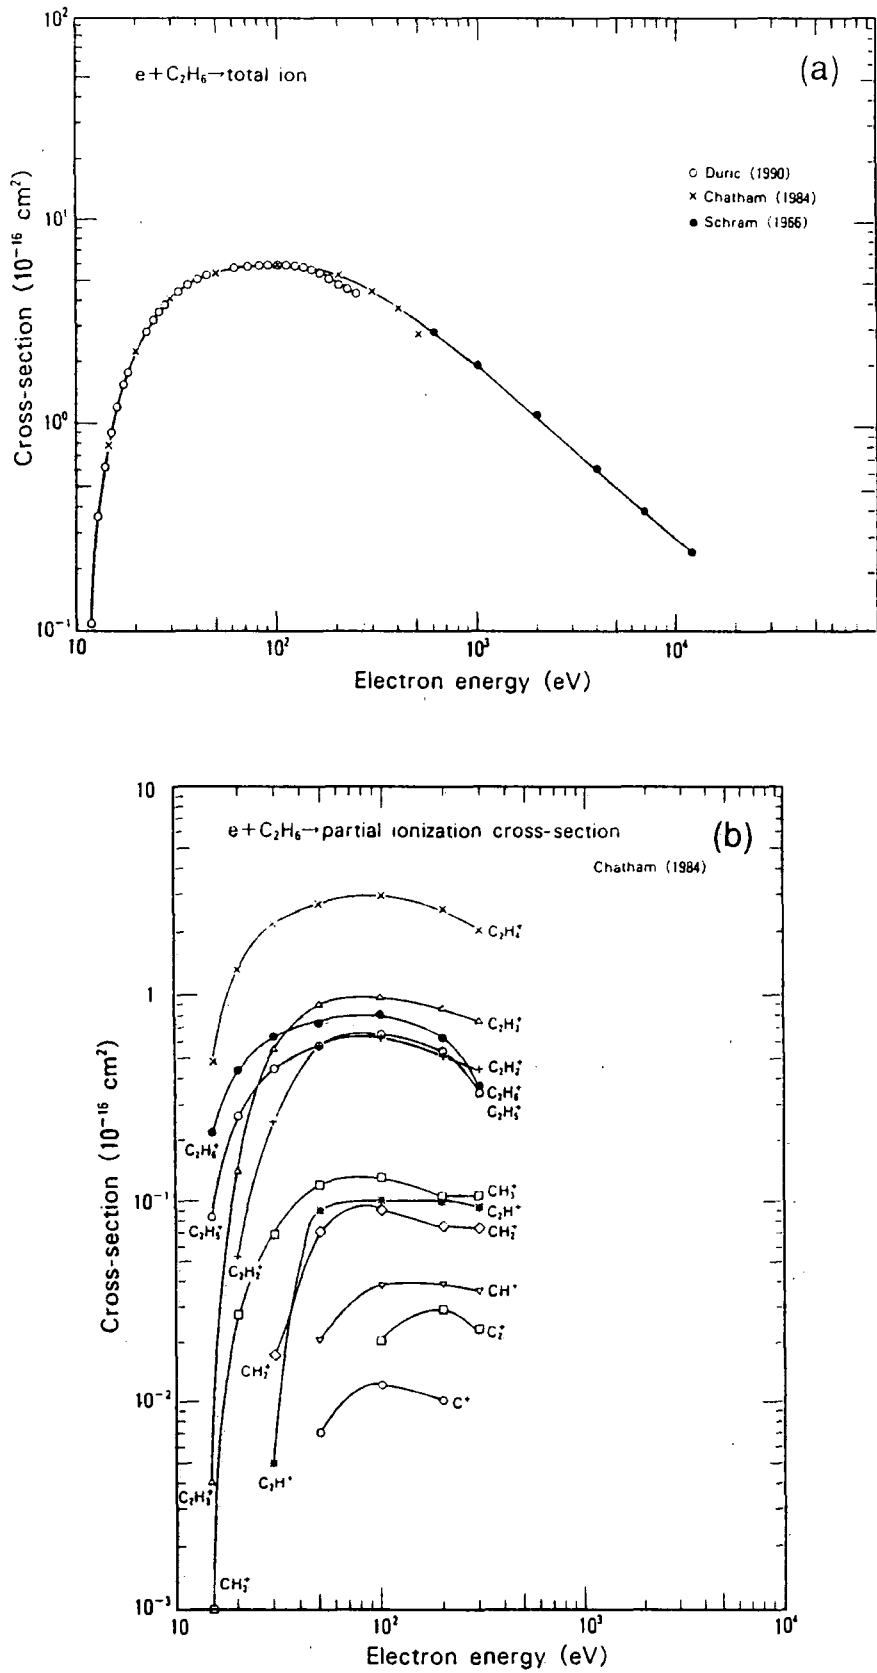 10²
e+C₂H₆→total ion
(a)
○ Duric (1990)
× Chatham (1984)
● Schram (1966)
10¹
10⁰
10⁻¹
Cross-section (10⁻¹⁶ cm²)
10
10²
10³
10⁴
Electron energy (eV)
10
e+C₂H₆→partial ionization cross-section
(b)
Chatham (1984)
C₂H₄⁺
1
C₂H₃⁺
C₂H₂⁺
C₂H₆⁺
C₂H₅⁺
C₂H₆⁺
CH₃⁺
10⁻¹
C₂H⁺
C₂H₅⁺
CH₂⁺
C₂H₂⁺
CH⁺
C₂⁺
CH₂⁺
10⁻²
C⁺
C₂H⁺
C₂H₃⁺
CH₃⁺
10⁻³
Cross-section (10⁻¹⁶ cm²)
10
10²
10³
10⁴
Electron energy (eV)